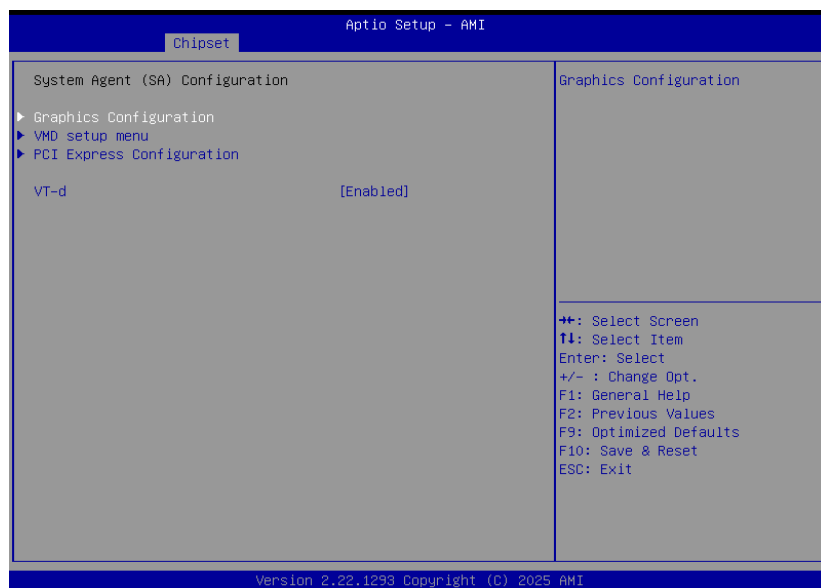 Aptio Setup – AMI
Chipset
System Agent (SA) Configuration
Graphics Configuration
VMD setup menu
PCI Express Configuration
VT-d [Enabled]
Graphics Configuration
→←: Select Screen
↑↓: Select Item
Enter: Select
+/- : Change Opt.
F1: General Help
F2: Previous Values
F9: Optimized Defaults
F10: Save & Reset
ESC: Exit
Version 2.22.1293 Copyright (C) 2025 AMI